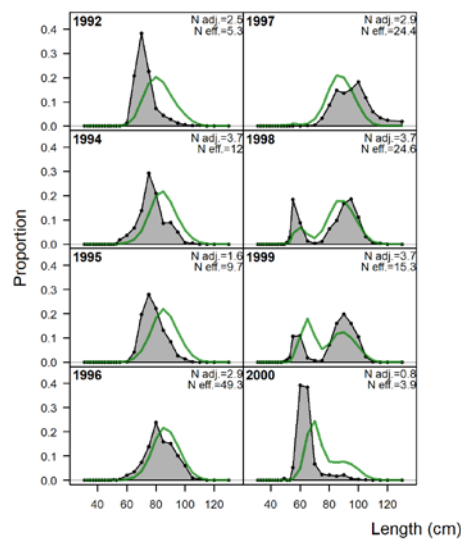 1992
N adj.=2.5
N eff.=5.3
1997
N adj.=2.9
N eff.=24.4
1994
N adj.=3.7
N eff.=12
1998
N adj.=3.7
N eff.=24.6
1995
N adj.=1.6
N eff.=9.7
1999
N adj.=3.7
N eff.=15.3
1996
N adj.=2.9
N eff.=49.3
2000
N adj.=0.8
N eff.=3.9
0.4
0.3
0.2
0.1
0.0
0.4
0.3
0.2
0.1
0.0
0.4
0.3
0.2
0.1
0.0
0.4
0.3
0.2
0.1
0.0
Proportion
40 60 80 100 120 40 60 80 100 120
Length (cm)